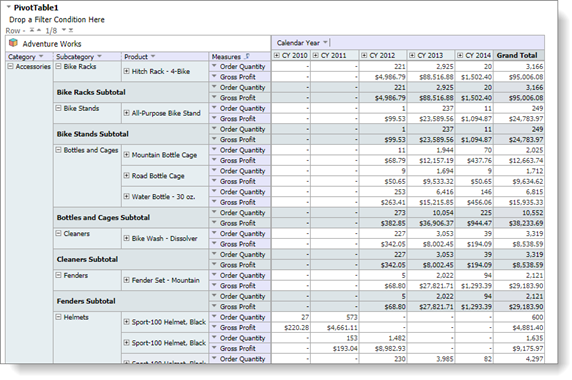 PivotTable1
Drop a Filter Condition Here
Row - 1/8
Adventure Works Calendar Year
Category Subcategory Product Measures CY 2010 CY 2011 CY 2012 CY 2013 CY 2014 Grand Total
Accessories Bike Racks Hitch Rack - 4-Bike Order Quantity - - 221 2,925 20 3,166
Gross Profit - - $4,986.79 $88,516.88 $1,502.40 $95,006.08
Bike Racks Subtotal Order Quantity - - 221 2,925 20 3,166
Gross Profit - - $4,986.79 $88,516.88 $1,502.40 $95,006.08
Bike Stands All-Purpose Bike Stand Order Quantity - - 1 237 11 249
Gross Profit - - $99.53 $23,589.56 $1,094.87 $24,783.97
Bike Stands Subtotal Order Quantity - - 1 237 11 249
Gross Profit - - $99.53 $23,589.56 $1,094.87 $24,783.97
Bottles and Cages Mountain Bottle Cage Order Quantity - - 11 1,944 70 2,025
Gross Profit - - $68.79 $12,157.19 $437.76 $12,663.74
Road Bottle Cage Order Quantity - - 9 1,694 9 1,712
Gross Profit - - $50.65 $9,533.32 $50.65 $9,634.62
Water Bottle - 30 oz. Order Quantity - - 253 6,416 146 6,815
Gross Profit - - $263.41 $15,215.85 $456.06 $15,935.33
Bottles and Cages Subtotal Order Quantity - - 273 10,054 225 10,552
Gross Profit - - $382.85 $36,906.37 $944.47 $38,233.69
Cleaners Bike Wash - Dissolver Order Quantity - - 227 3,053 39 3,319
Gross Profit - - $342.05 $8,002.45 $194.09 $8,538.59
Cleaners Subtotal Order Quantity - - 227 3,053 39 3,319
Gross Profit - - $342.05 $8,002.45 $194.09 $8,538.59
Fenders Fender Set - Mountain Order Quantity - - 5 2,022 94 2,121
Gross Profit - - $68.80 $27,821.71 $1,293.39 $29,183.90
Fenders Subtotal Order Quantity - - 5 2,022 94 2,121
Gross Profit - - $68.80 $27,821.71 $1,293.39 $29,183.90
Helmets Sport-100 Helmet, Black Order Quantity 27 573 - - - 600
Gross Profit $220.28 $4,661.11 - - - $4,881.40
Sport-100 Helmet, Black Order Quantity - 153 1,482 - - 1,635
Gross Profit - $193.04 $8,982.93 - - $9,175.97
Sport-100 Helmet, Black Order Quantity - - 230 3,985 82 4,297